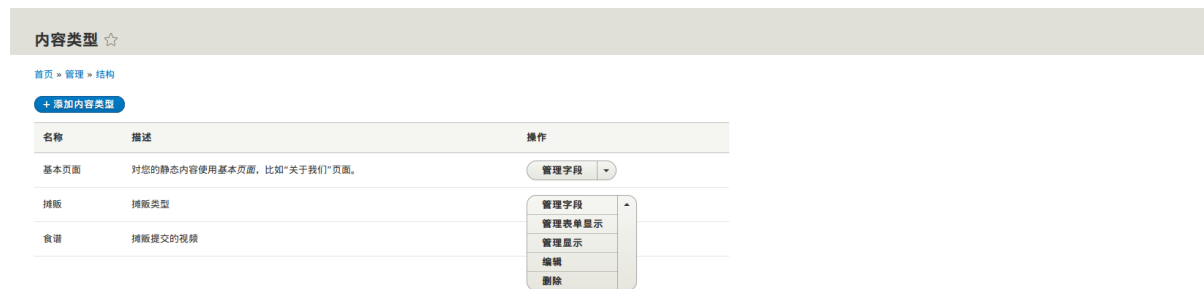 内容类型
首页 » 管理 » 结构
+ 添加内容类型
名称 描述 操作
基本页面 对您的静态内容使用基本页面，比如“关于我们”页面。 管理字段
摊贩 摊贩类型 管理字段
管理表单显示
食谱 摊贩提交的视频 管理显示
编辑
删除